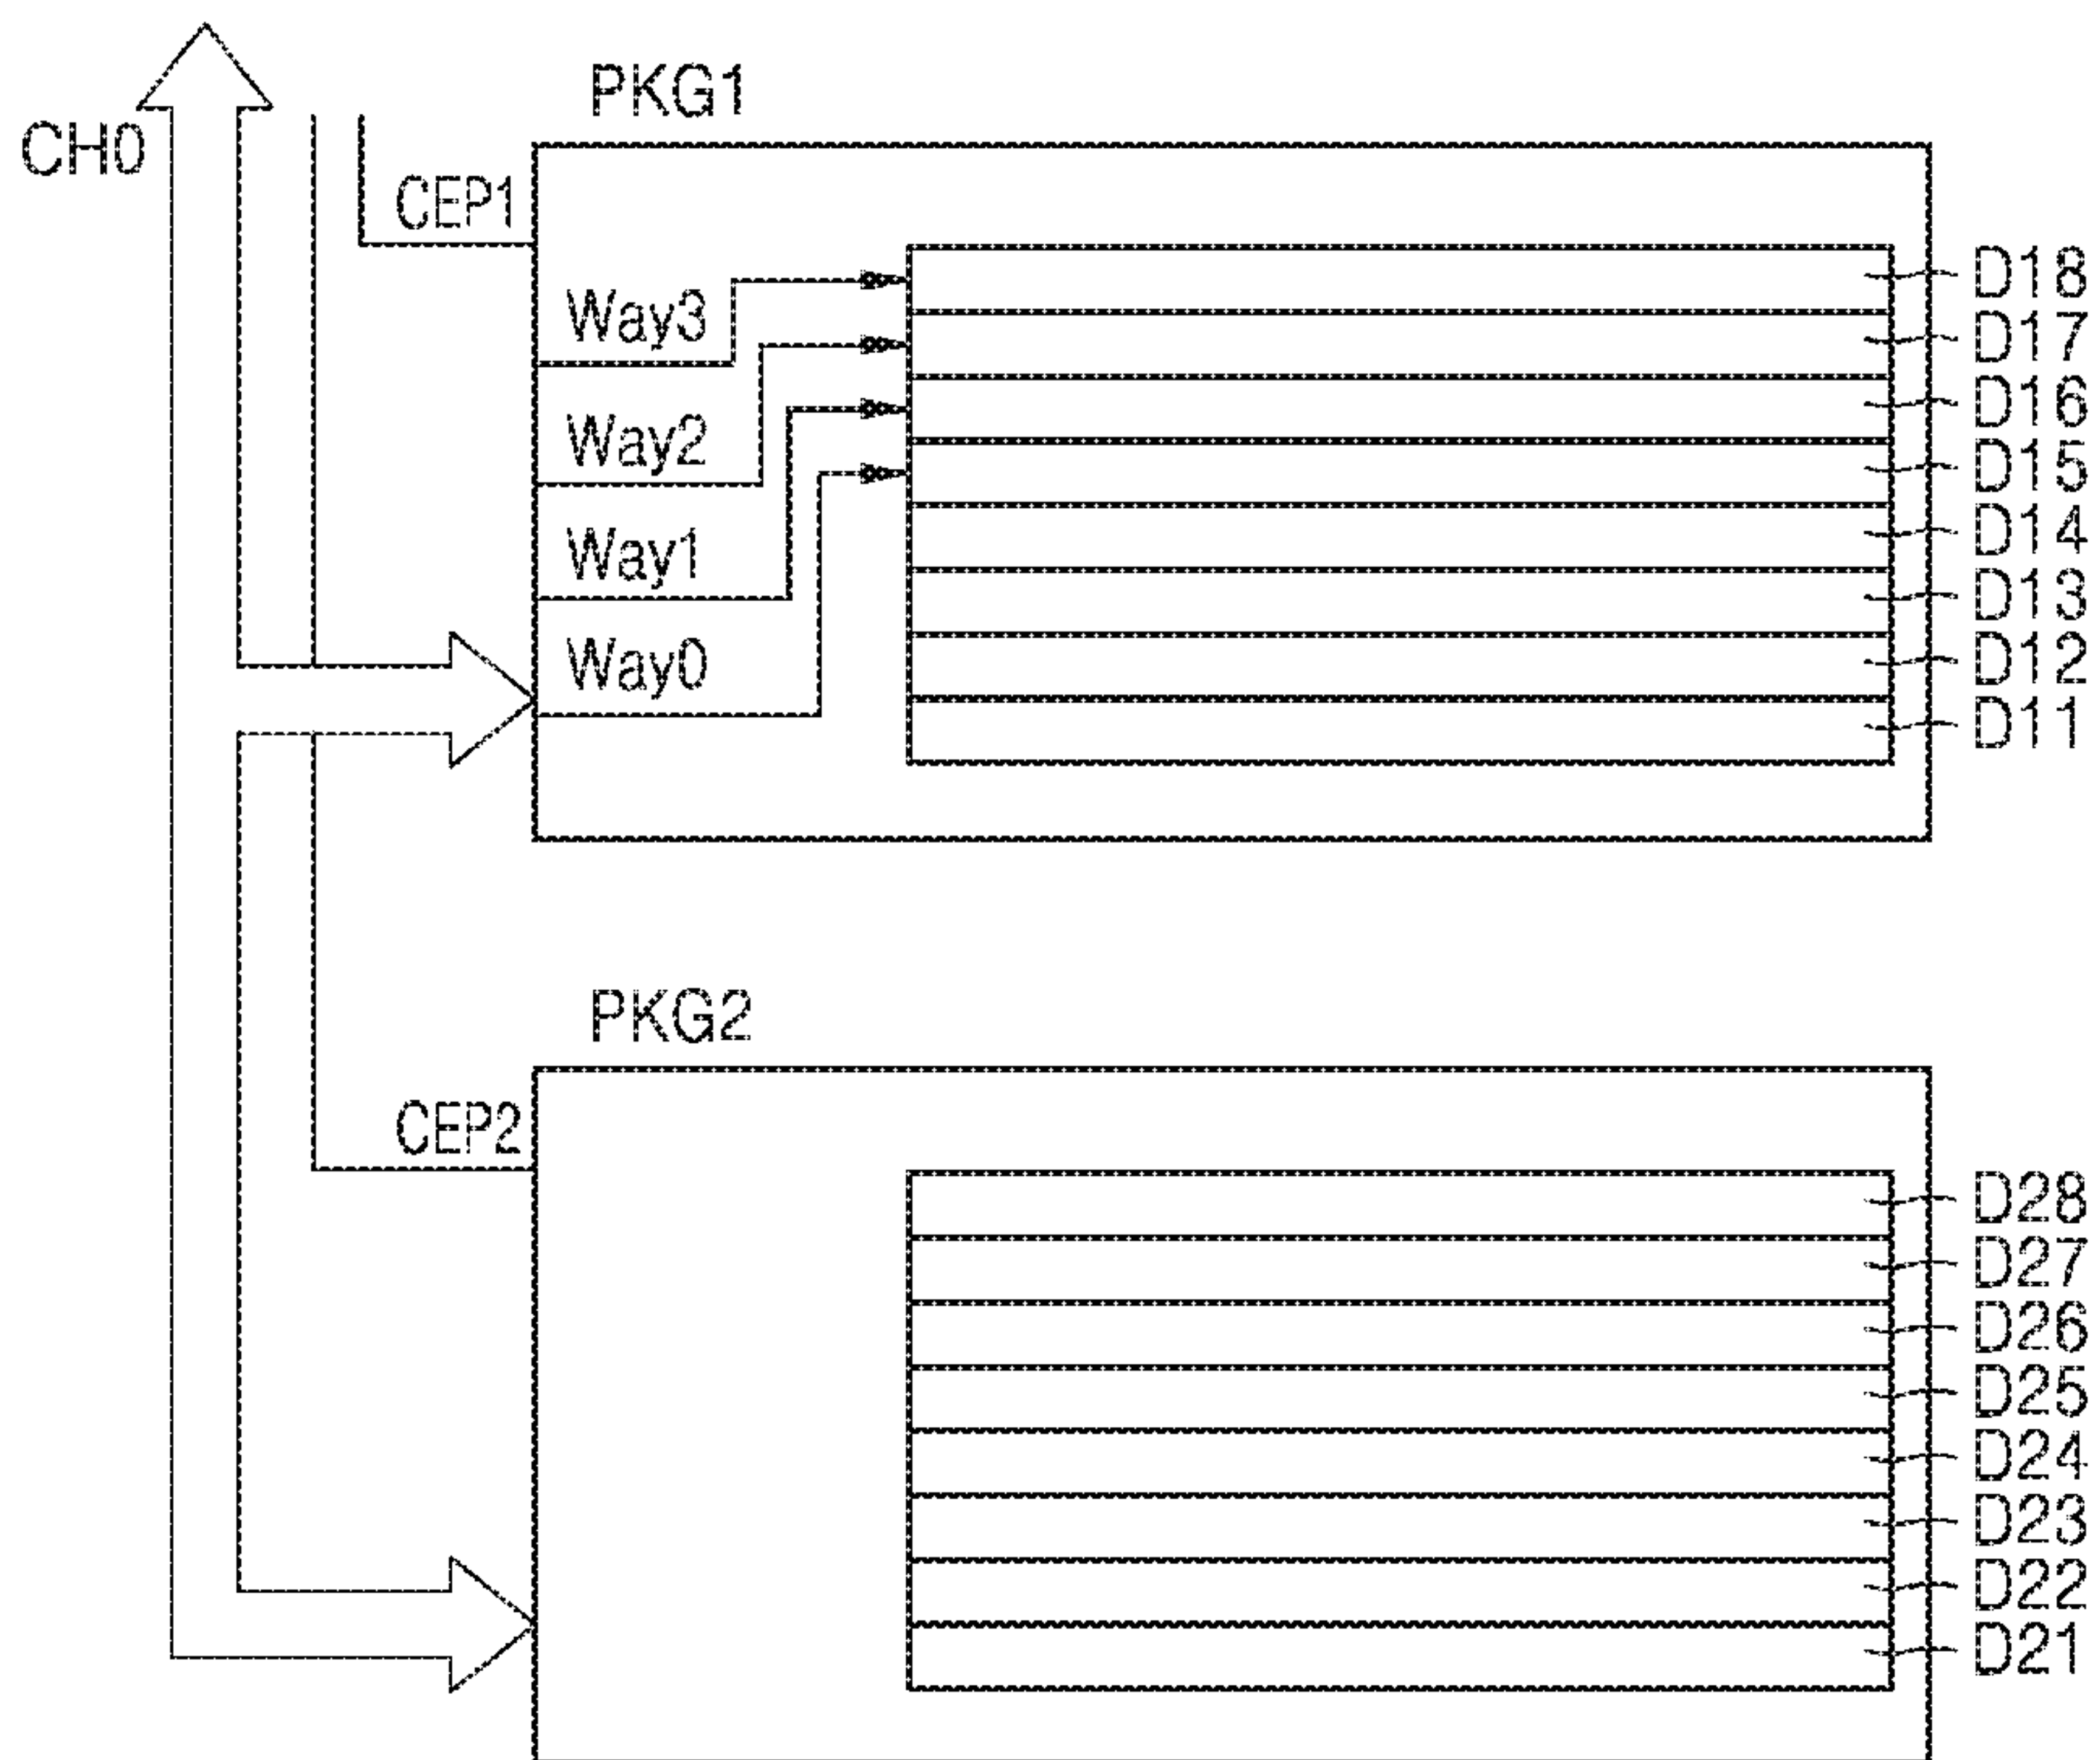 PKG1
CH0
CEP1
D18
Way3
D17
D16
Way2
D15
D14
Way1
D13
Way0
D12
D11
PKG2
CEP2
D28
D27
D26
D25
D24
D23
D22
D21